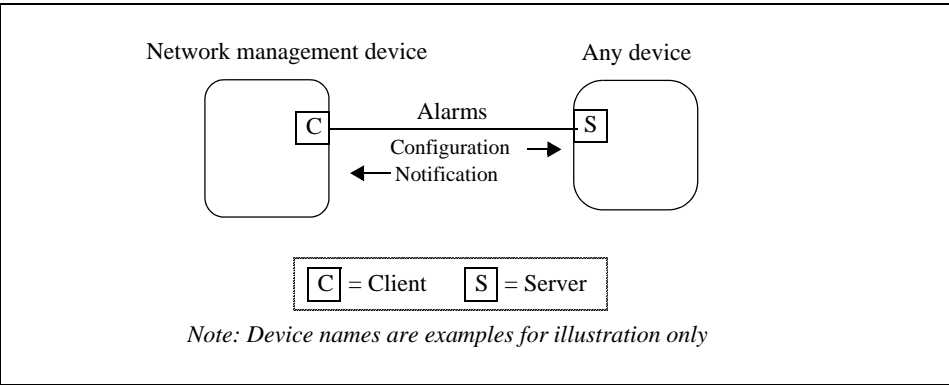 Network management device
Any device
C
Alarms
S
Configuration
Notification
C = Client
S = Server
Note: Device names are examples for illustration only